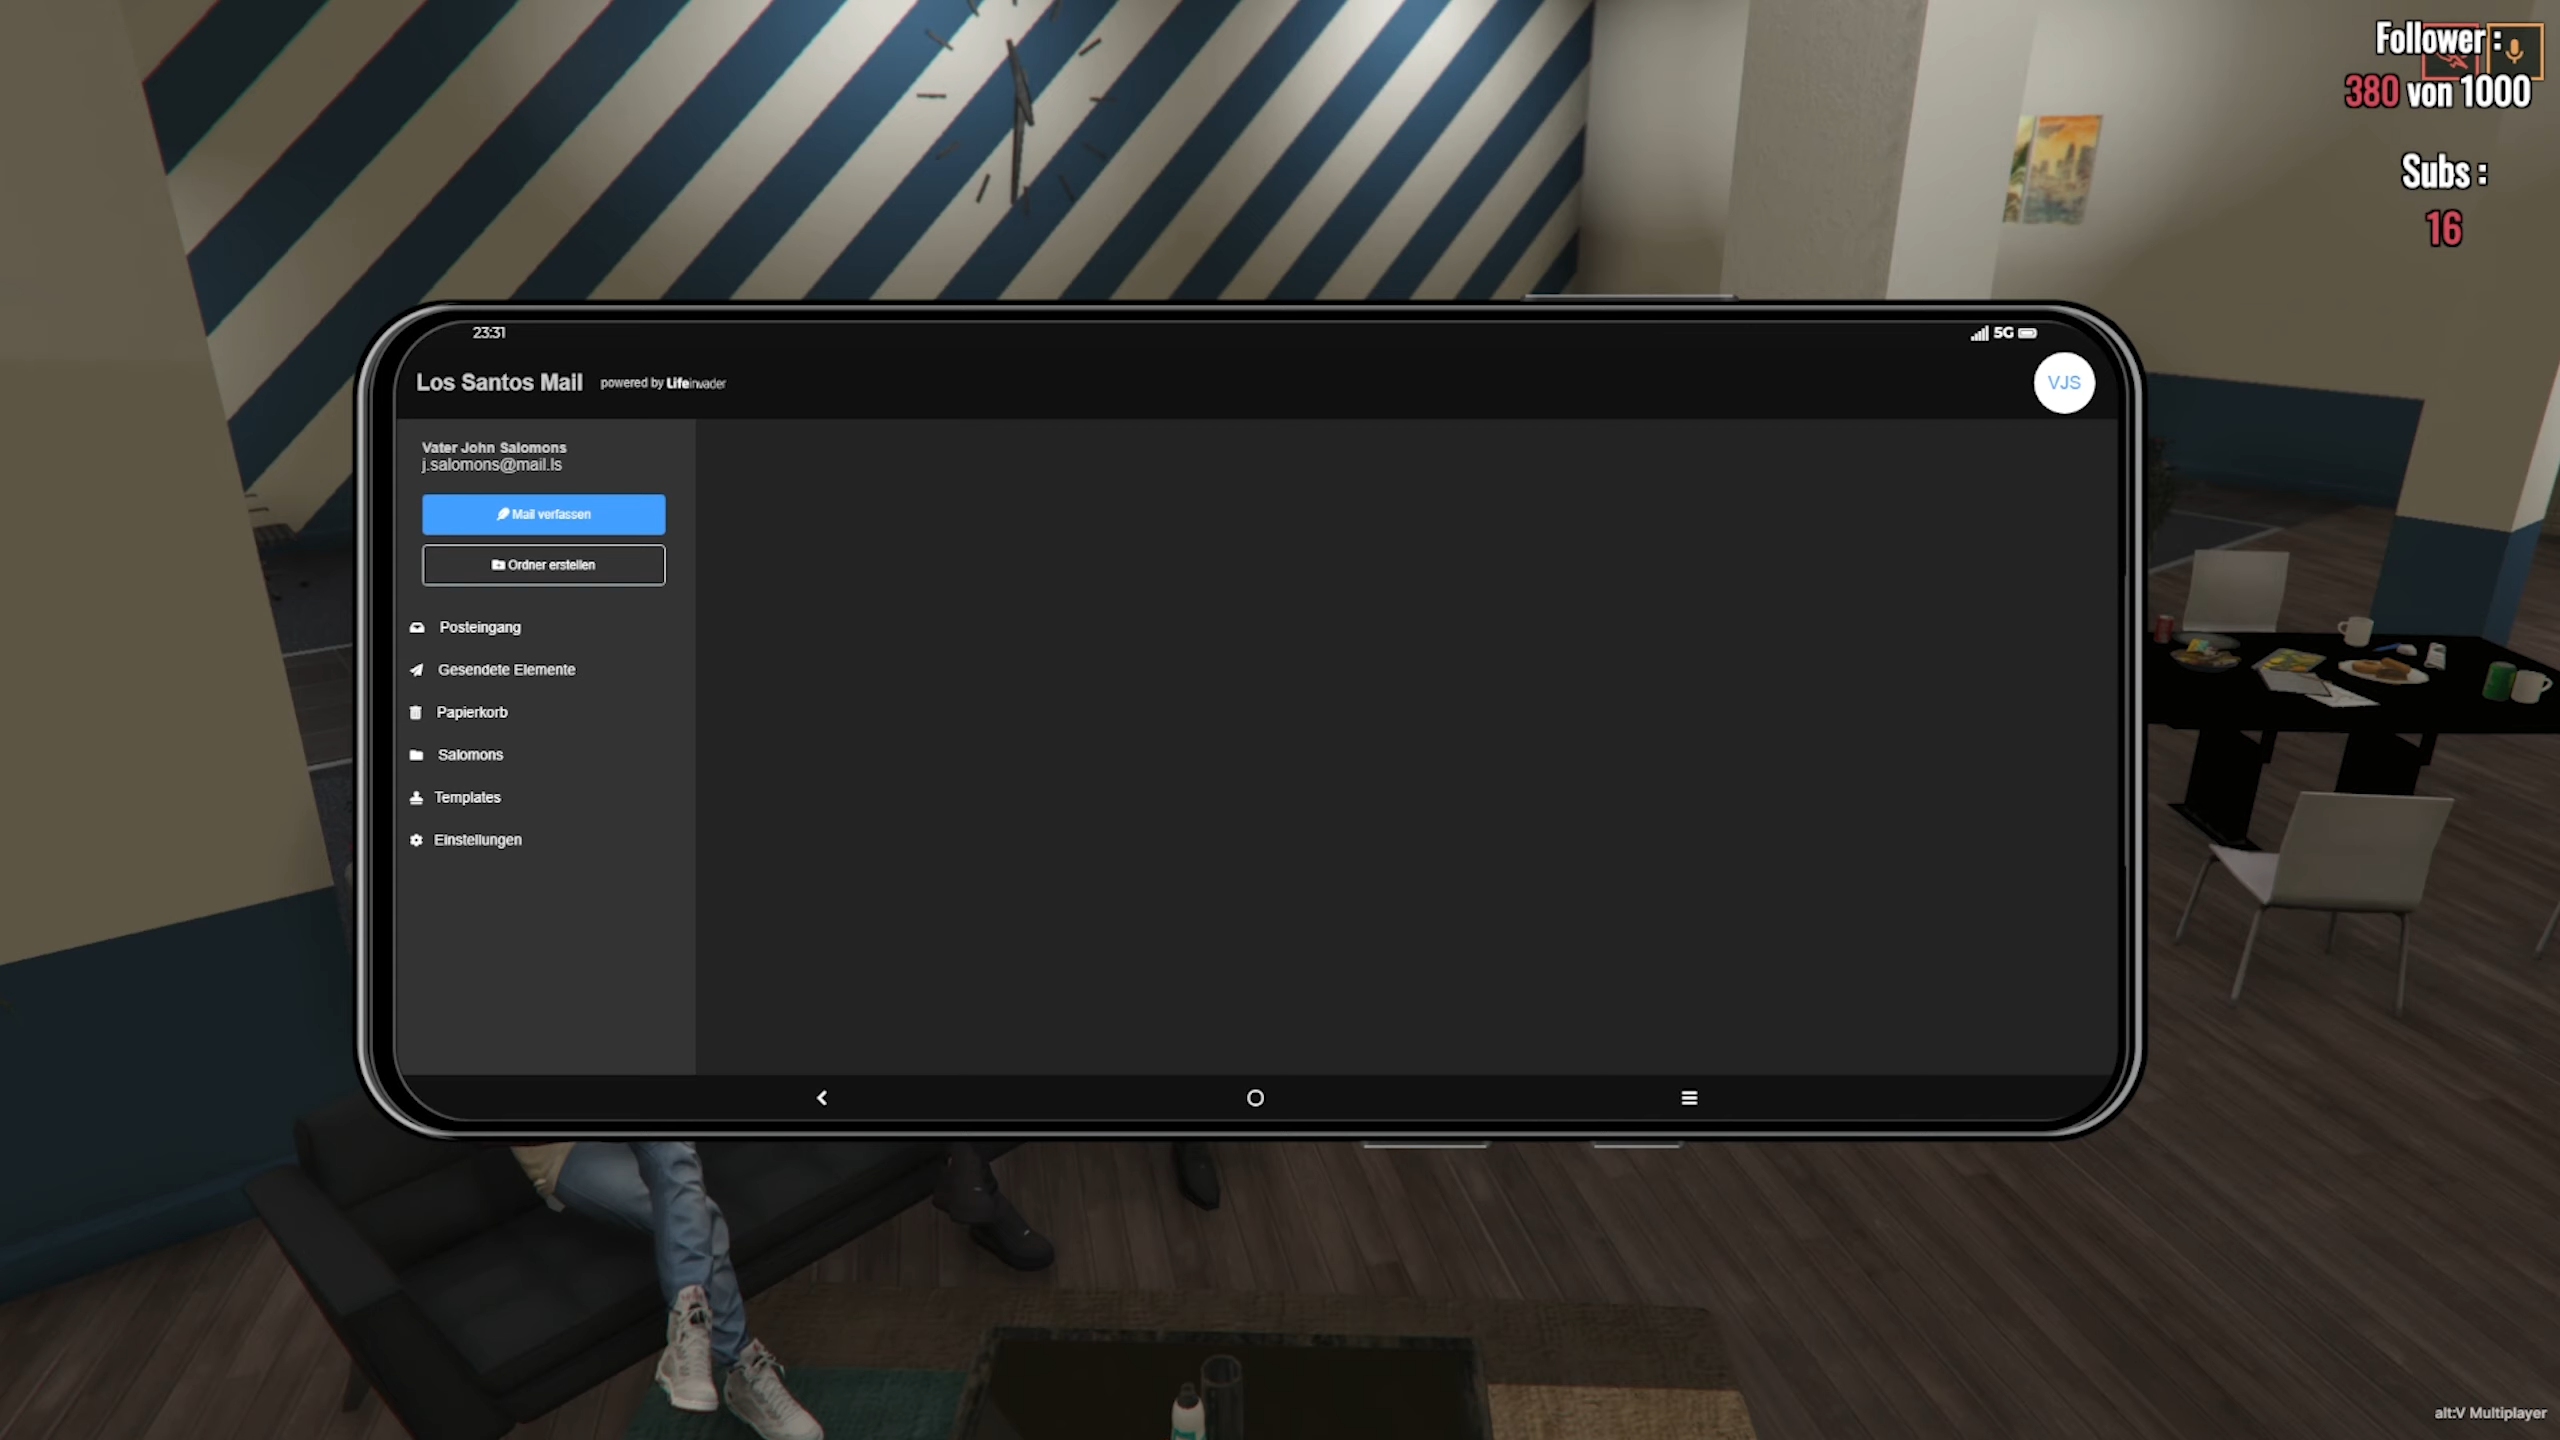 Follower :
380 von 1000
Subs :
16
23:31
5G
Los Santos Mail powered by Lifeinvader
VJS
Vater John Salomons
j.salomons@mail.ls
Mail verfassen
Ordner erstellen
Posteingang
Gesendete Elemente
Papierkorb
Salomons
Templates
Einstellungen
alt:V Multiplayer